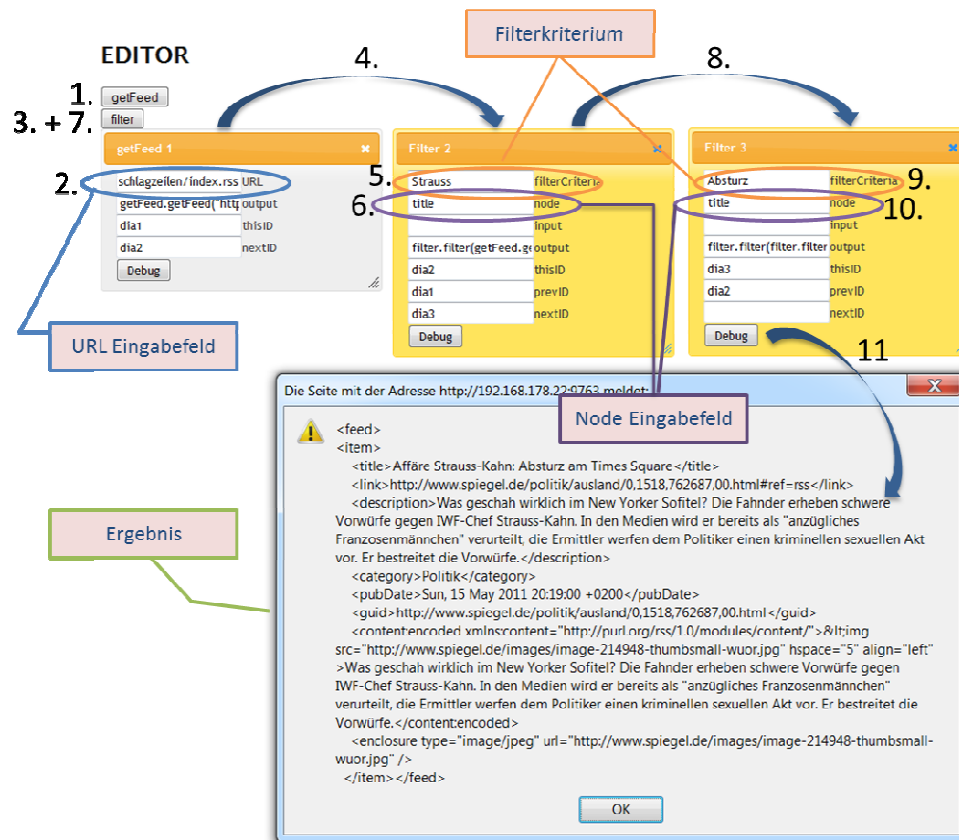 Filterkriterium
EDITOR
4.
8.
1.
getFeed
3. + 7.
filter
getFeed 1
2.
schlagzeilen/index.rss URL
getFeed.getFeed("htt output
dia1 thisID
dia2 nextID
Debug
Filter 2
5.
Strauss filterCriteria
6.
title node
input
filter.filter(getFeed.ge output
dia2 thisID
dia1 prevID
dia3 nextID
Debug
Filter 3
Absturz filterCriteria
9.
title node
10.
input
filter.filter(filter.filter output
dia3 thisID
dia2 prevID
nextID
Debug
11
URL Eingabefeld
Node Eingabefeld
Ergebnis
Die Seite mit der Adresse http://192.168.178.22:9763 meldet:
X
<feed>
<item>
<title>Affäre Strauss-Kahn: Absturz am Times Square</title>
<link>http://www.spiegel.de/politik/ausland/0,1518,762687,00.html#ref=rss</link>
<description>Was geschah wirklich im New Yorker Sofitel? Die Fahnder erheben schwere
Vorwürfe gegen IWF-Chef Strauss-Kahn. In den Medien wird er bereits als "anzügliches
Franzosenmännchen" verurteilt, die Ermittler werfen dem Politiker einen kriminellen sexuellen Akt
vor. Er bestreitet die Vorwürfe.</description>
<category>Politik</category>
<pubDate>Sun, 15 May 2011 20:19:00 +0200</pubDate>
<guid>http://www.spiegel.de/politik/ausland/0,1518,762687,00.html</guid>
<content:encoded xmlns:content="http://purl.org/rss/1.0/modules/content/">&lt;img
src="http://www.spiegel.de/images/image-214948-thumbsmall-wuor.jpg" hspace="5" align="left"
>Was geschah wirklich im New Yorker Sofitel? Die Fahnder erheben schwere Vorwürfe gegen
IWF-Chef Strauss-Kahn. In den Medien wird er bereits als "anzügliches Franzosenmännchen"
verurteilt, die Ermittler werfen dem Politiker einen kriminellen sexuellen Akt vor. Er bestreitet die
Vorwürfe.</content:encoded>
<enclosure type="image/jpeg" url="http://www.spiegel.de/images/image-214948-thumbsmall-
wuor.jpg" />
</item></feed>
OK